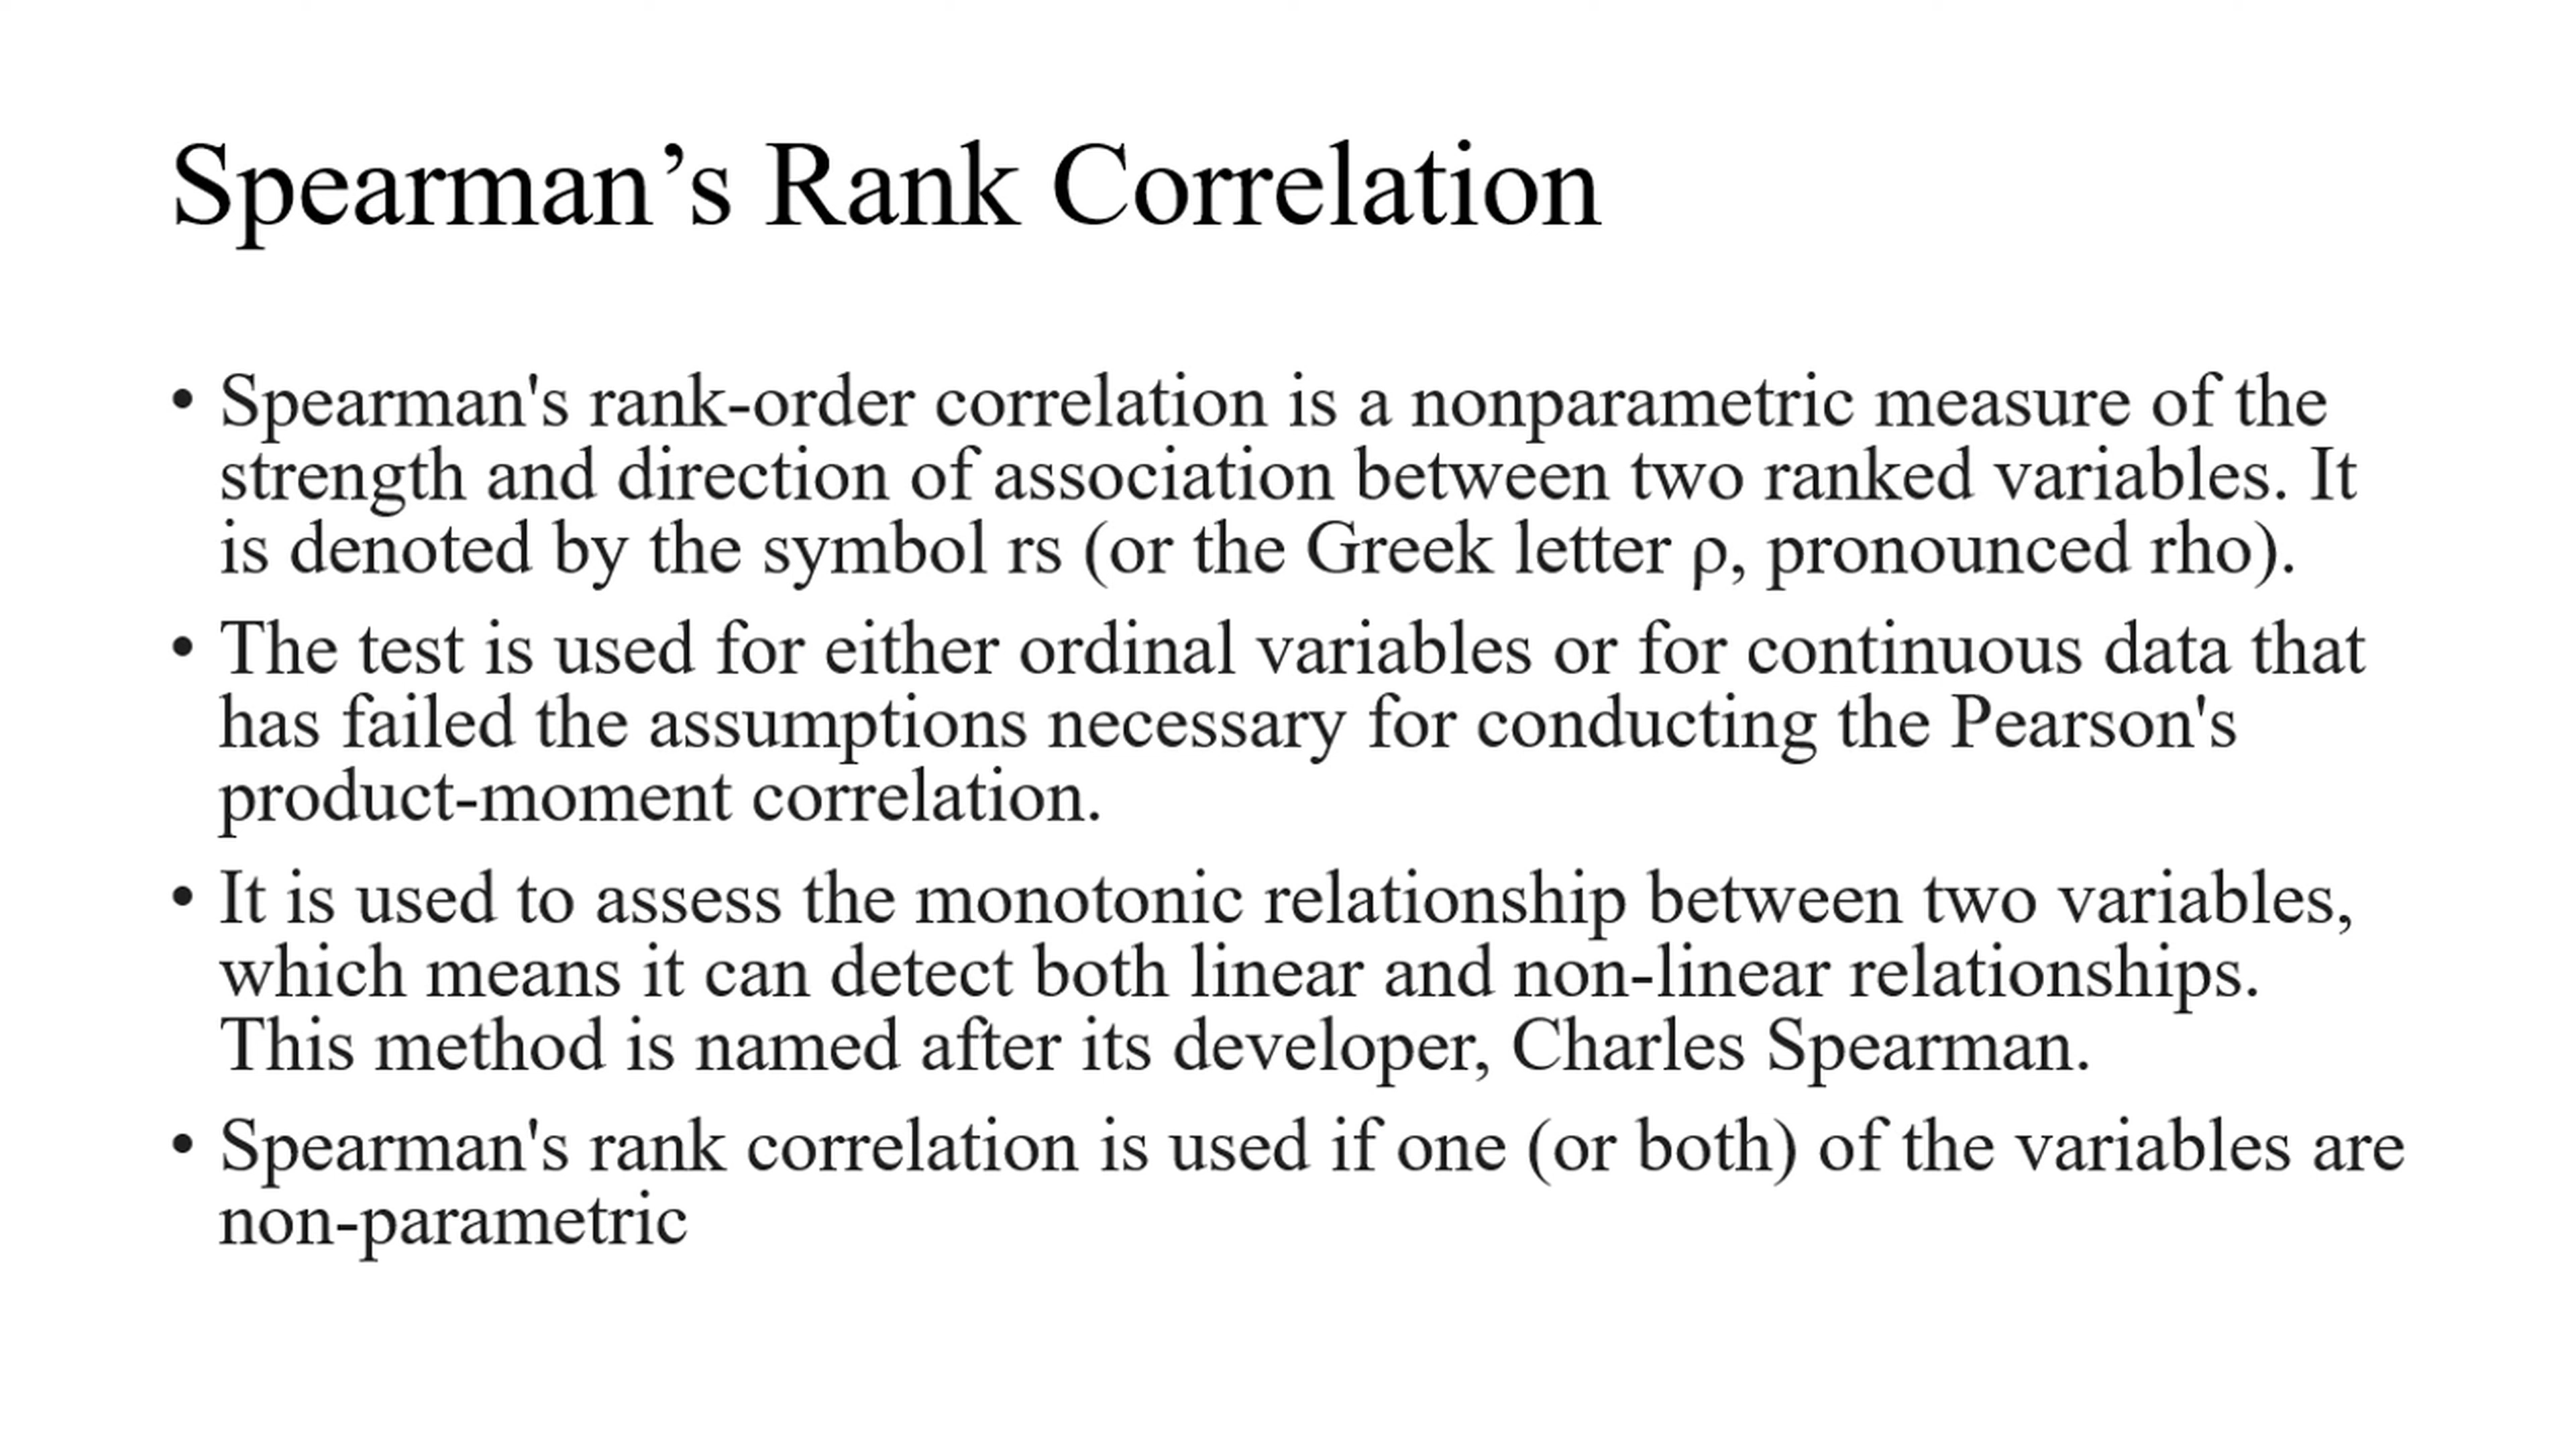 Spearman’s Rank Correlation
• Spearman's rank-order correlation is a nonparametric measure of the
strength and direction of association between two ranked variables. It
is denoted by the symbol rs (or the Greek letter ρ, pronounced rho).
• The test is used for either ordinal variables or for continuous data that
has failed the assumptions necessary for conducting the Pearson's
product-moment correlation.
• It is used to assess the monotonic relationship between two variables,
which means it can detect both linear and non-linear relationships.
This method is named after its developer, Charles Spearman.
• Spearman's rank correlation is used if one (or both) of the variables are
non-parametric